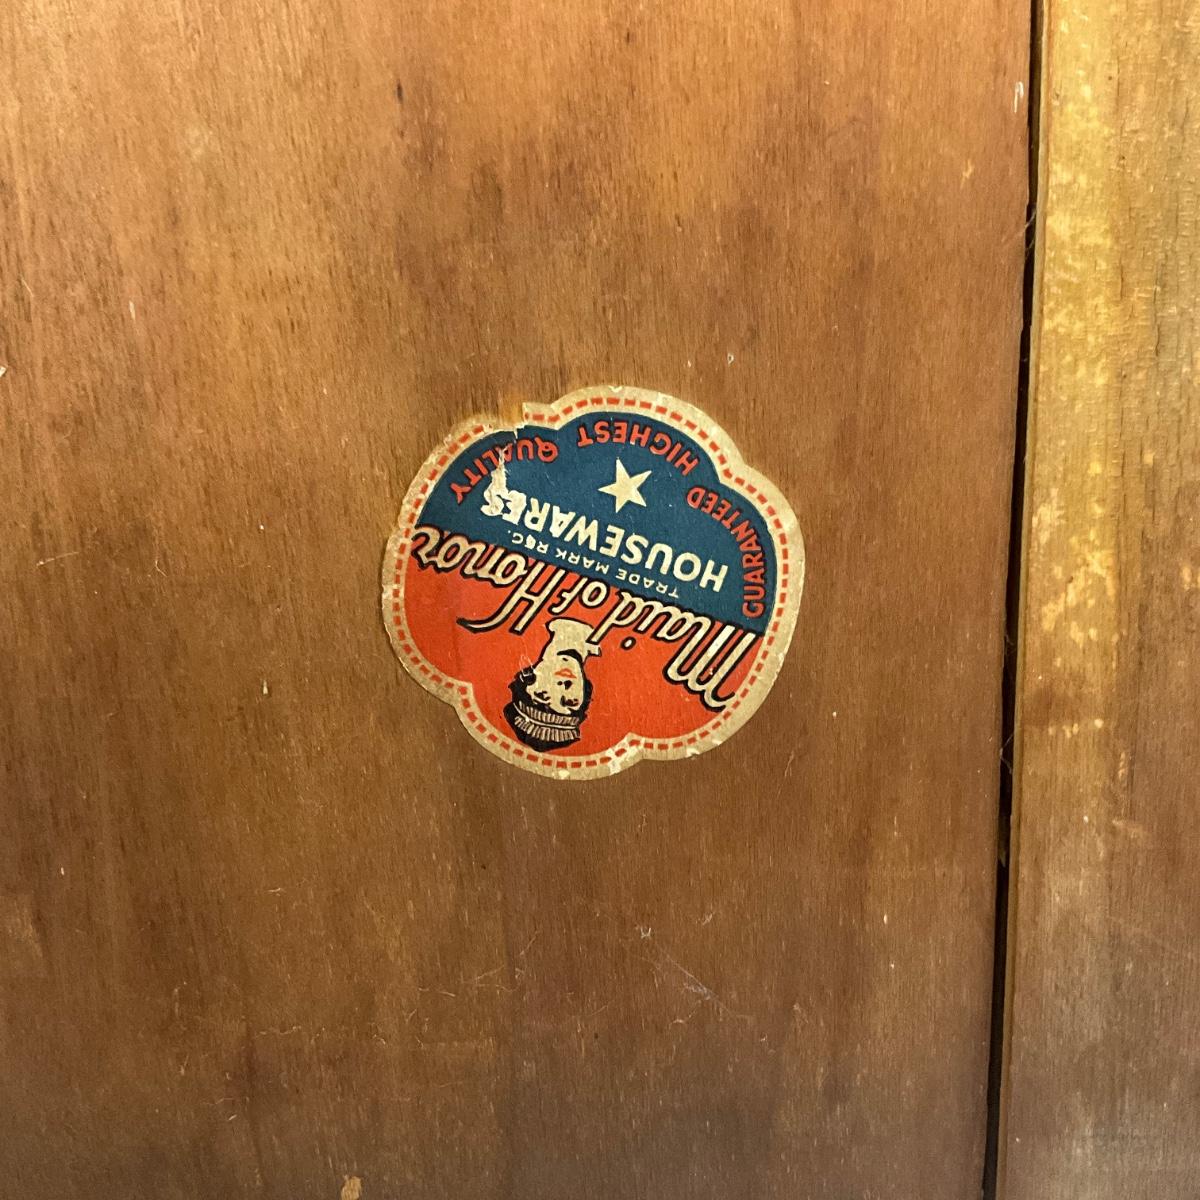 Maid of Honor
TRADE MARK REG.
HOUSEWARES
GUARANTEED HIGHEST QUALITY